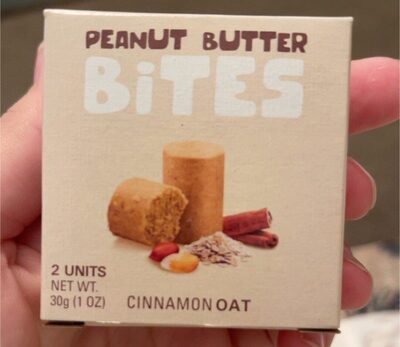 PEANUT BUTTER
BiTES
2 UNITS
NET WT.
30g (1 OZ)
CINNAMON OAT